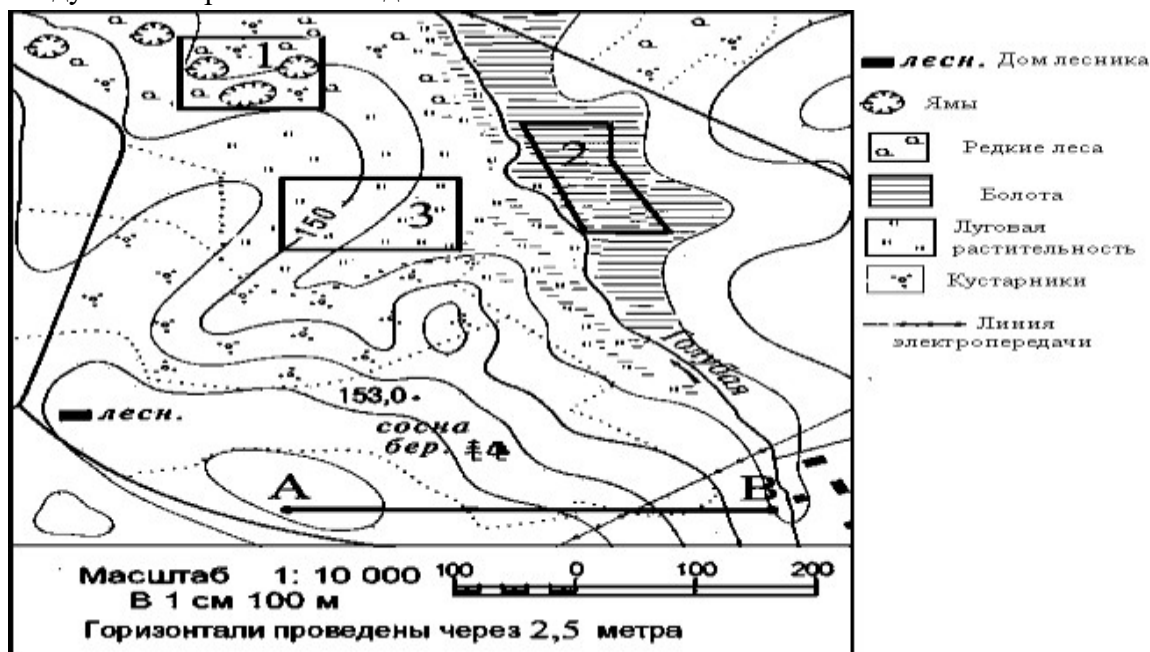 1
2
3
150
153,0
лесн.
сосна
бер.
Голубая
А
В
Масштаб 1: 10 000
В 1 см 100 м
100 0 100 200
Горизонтали проведены через 2,5 метра
лесн. Дом лесника
Ямы
Редкие леса
Болота
Луговая
растительность
Кустарники
Линия
электропередачи